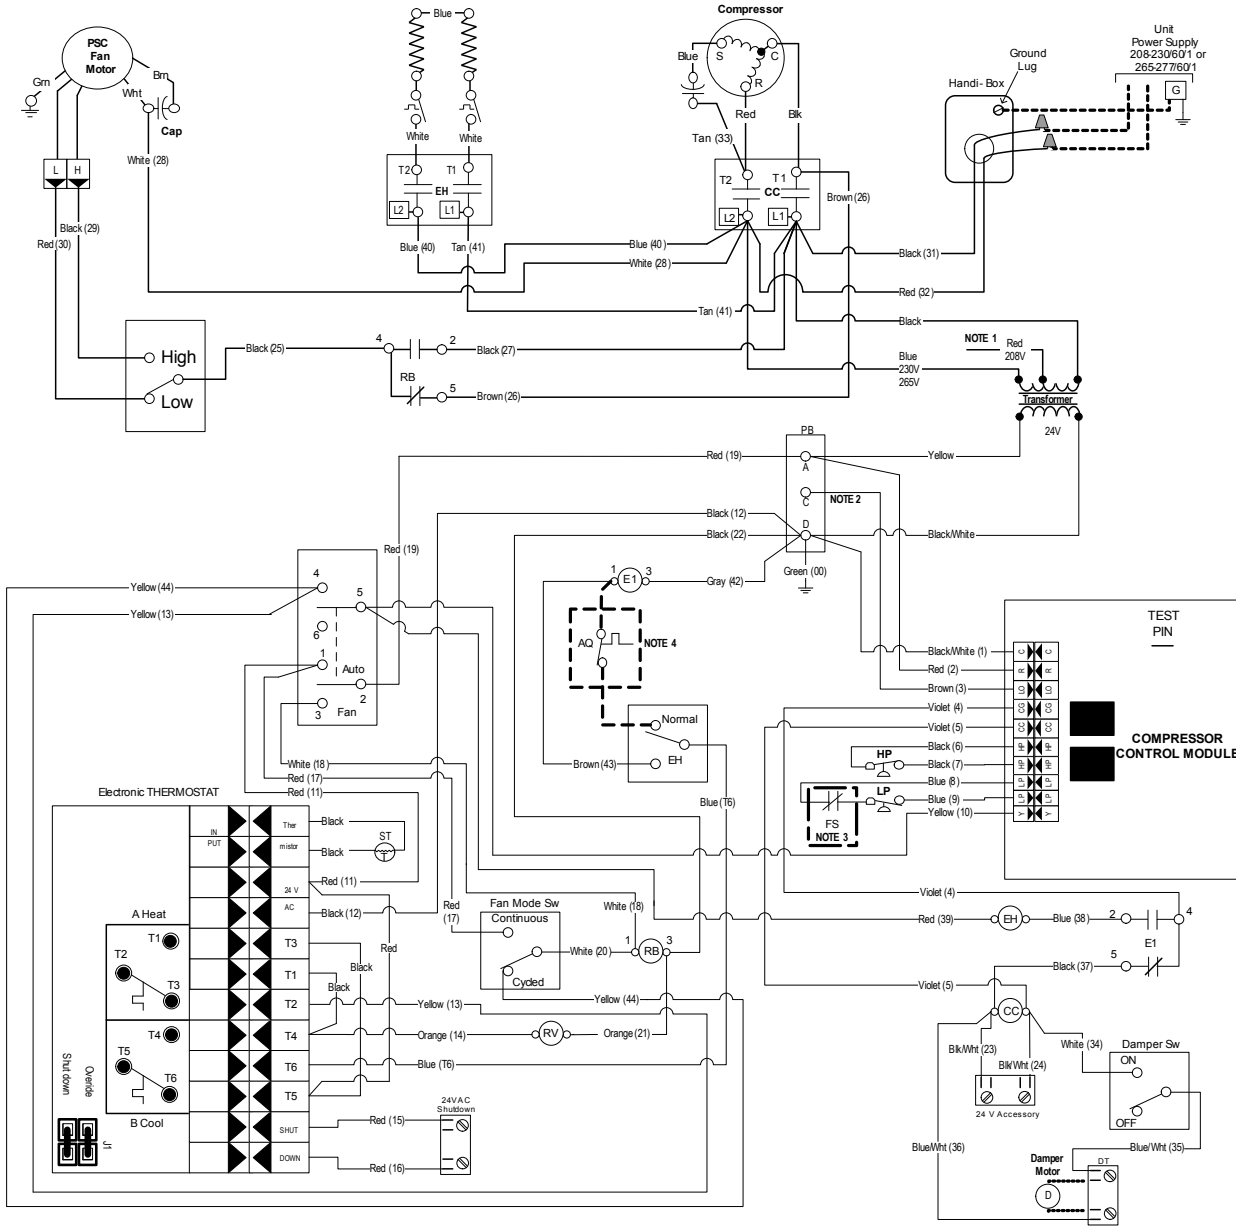 Blue
Compressor
Unit
Power Supply
208-230/60/1 or
265-277/60/1
PSC
Fan
Motor
Grn
Brn
Wht
Cap
White (28)
Blue
S
C
R
Red
Blk
Tan (33)
Ground
Lug
Handi- Box
G
White
White
T2
T1
EH
L2
L1
T2
T1
CC
L2
L1
Brown (26)
L
H
Black (29)
Red (30)
Blue (40)
Tan (41)
Blue (40)
White (28)
Black (31)
Red (32)
Tan (41)
Black
High
Low
Black (25)
4
2
Black (27)
RB
5
Brown (26)
Blue
230V
265V
NOTE 1
Red
208V
Transformer
24V
PB
Red (19)
A
Yellow
C
NOTE 2
Black (12)
D
Black (22)
Black/White
Red (19)
Green (00)
Yellow (44)
4
5
Yellow (13)
6
1
Auto
2
3
Fan
1
E1
3
Gray (42)
AQ
NOTE 4
Normal
EH
Brown (43)
Blue (T6)
TEST
PIN
Black/White (1)
C
C
Red (2)
R
R
Brown (3)
LO
LO
Violet (4)
CG
CG
Violet (5)
CC
CC
Black (6)
HP
HP
HP
Black (7)
HP
HP
Blue (8)
LP
LP
LP
Blue (9)
LP
LP
Yellow (10)
Y
Y
COMPRESSOR
CONTROL MODULE
FS
NOTE 3
White (18)
Red (17)
Red (11)
Electronic THERMOSTAT
IN
PUT
Ther
mistor
Black
Black
ST
24 V
Red (11)
AC
Black (12)
T3
T1
T2
T4
T6
T5
SHUT
DOWN
Black
Black
Red
Yellow (13)
Orange (14)
RV
Orange (21)
Blue (T6)
Red (15)
Red (16)
24VAC
Shutdown
A Heat
T1
T2
T3
T4
T5
T6
B Cool
Shut down
Overide
J1
Red
(17)
Fan Mode Sw
Continuous
Cycled
White (20)
White (18)
1
RB
3
Yellow (44)
Violet (4)
Red (39)
EH
Blue (38)
2
4
E1
5
Black (37)
Violet (5)
CC
Blk/Wht (23)
Blk/Wht (24)
White (34)
24 V Accessory
Damper Sw
ON
OFF
Blue/Wht (36)
Blue/ Wht (35)
Damper
Motor
D
DT